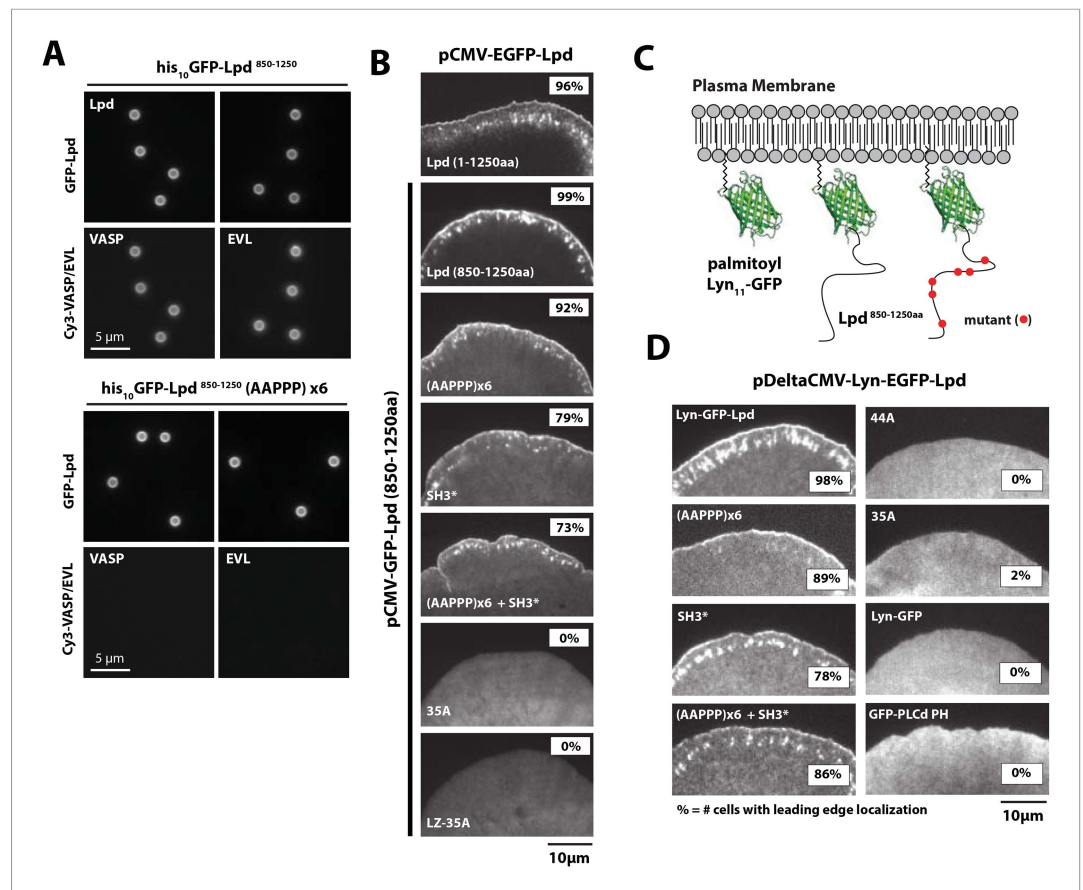 A
his10GFP-Lpd 850-1250
GFP-Lpd
Lpd
Cy3-VASP/EVL
VASP
EVL
5 μm
his10GFP-Lpd 850-1250 (AAPPP) x6
GFP-Lpd
Cy3-VASP/EVL
VASP
EVL
5 μm
B
pCMV-EGFP-Lpd
96%
Lpd (1-1250aa)
pCMV-GFP-Lpd (850-1250aa)
99%
Lpd (850-1250aa)
92%
(AAPPP)x6
79%
SH3*
73%
(AAPPP)x6 + SH3*
0%
35A
0%
LZ-35A
10μm
C
Plasma Membrane
palmitoyl
Lyn11-GFP
Lpd 850-1250aa
mutant ( )
D
pDeltaCMV-Lyn-EGFP-Lpd
Lyn-GFP-Lpd
98%
44A
0%
(AAPPP)x6
89%
35A
2%
SH3*
78%
Lyn-GFP
0%
(AAPPP)x6 + SH3*
86%
GFP-PLCd PH
0%
% = # cells with leading edge localization
10μm